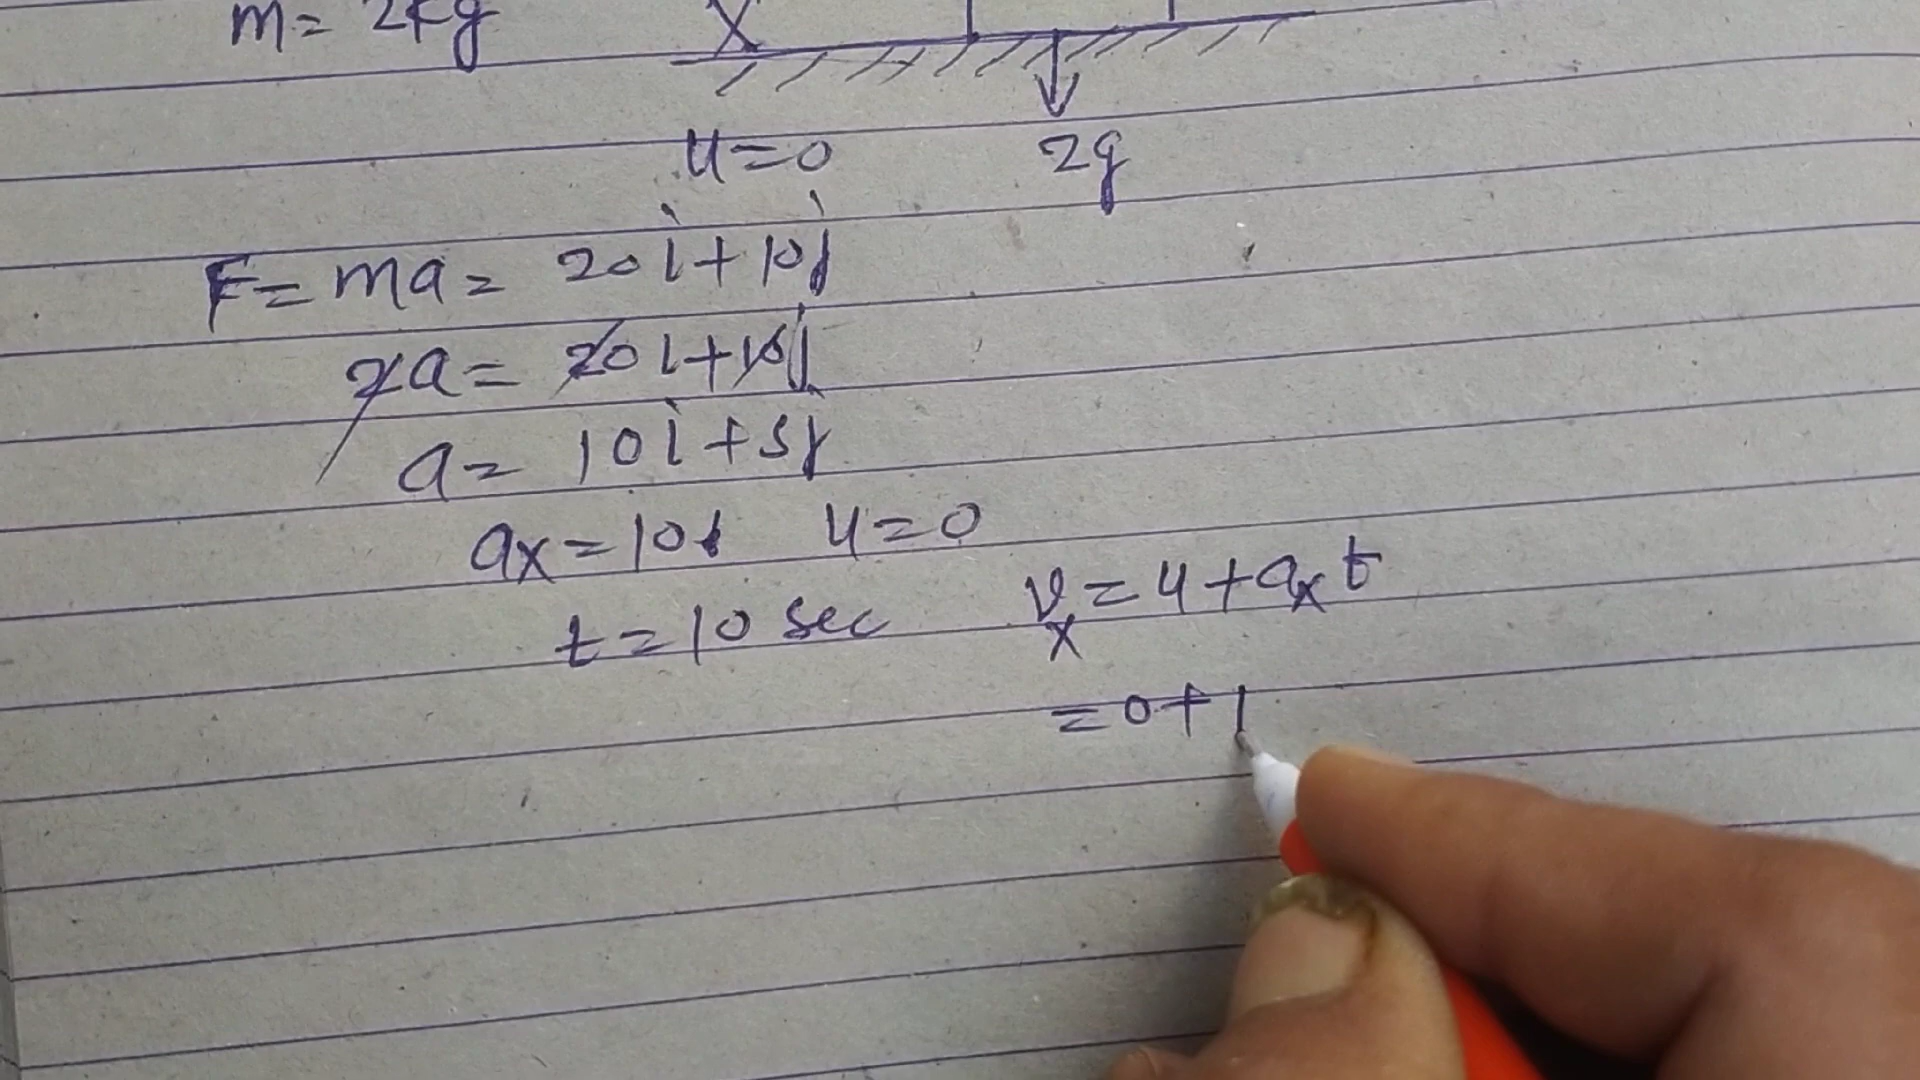 m = 2kg
X
u = 0
2g
F = ma = 20i + 10j
2a = 20i + 10j
a = 10i + 5j
ax = 10i u = 0
t = 10 sec
vx = u + ax t
= 0 + 1